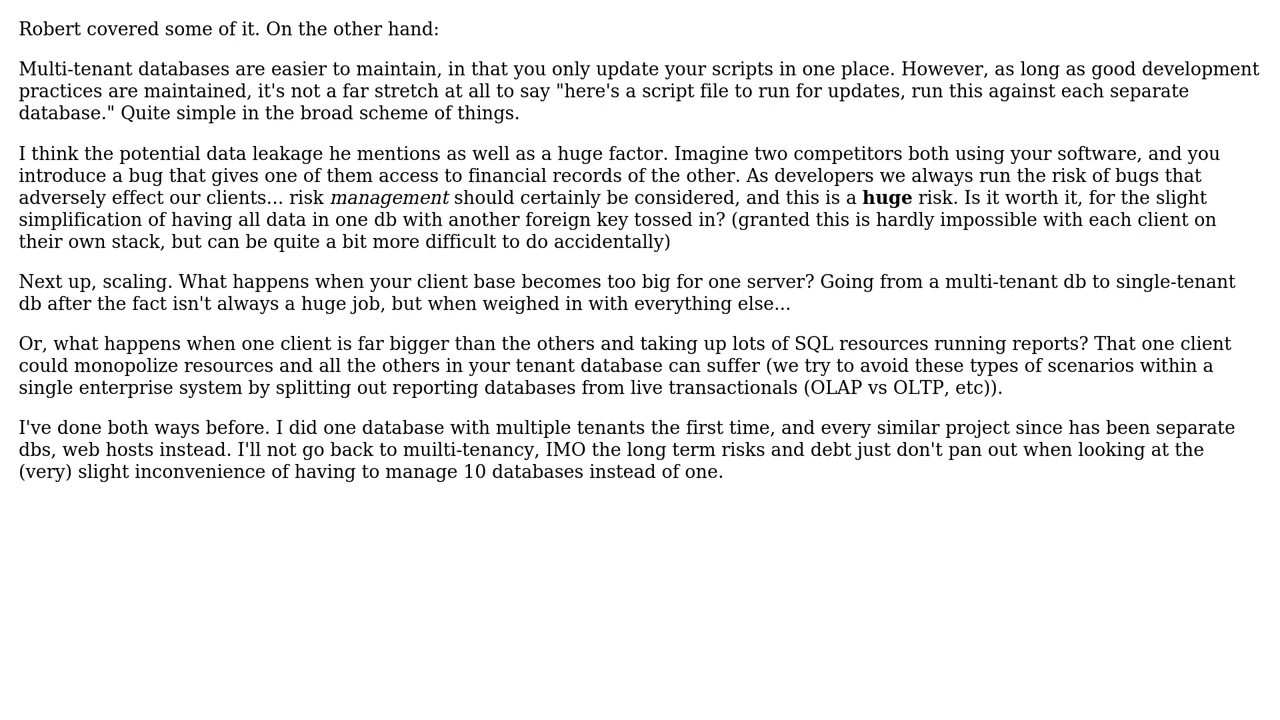 Robert covered some of it. On the other hand:
Multi-tenant databases are easier to maintain, in that you only update your scripts in one place. However, as long as good development
practices are maintained, it's not a far stretch at all to say "here's a script file to run for updates, run this against each separate
database." Quite simple in the broad scheme of things.
I think the potential data leakage he mentions as well as a huge factor. Imagine two competitors both using your software, and you
introduce a bug that gives one of them access to financial records of the other. As developers we always run the risk of bugs that
adversely effect our clients... risk management should certainly be considered, and this is a huge risk. Is it worth it, for the slight
simplification of having all data in one db with another foreign key tossed in? (granted this is hardly impossible with each client on
their own stack, but can be quite a bit more difficult to do accidentally)
Next up, scaling. What happens when your client base becomes too big for one server? Going from a multi-tenant db to single-tenant
db after the fact isn't always a huge job, but when weighed in with everything else...
Or, what happens when one client is far bigger than the others and taking up lots of SQL resources running reports? That one client
could monopolize resources and all the others in your tenant database can suffer (we try to avoid these types of scenarios within a
single enterprise system by splitting out reporting databases from live transactionals (OLAP vs OLTP, etc)).
I've done both ways before. I did one database with multiple tenants the first time, and every similar project since has been separate
dbs, web hosts instead. I'll not go back to muilti-tenancy, IMO the long term risks and debt just don't pan out when looking at the
(very) slight inconvenience of having to manage 10 databases instead of one.